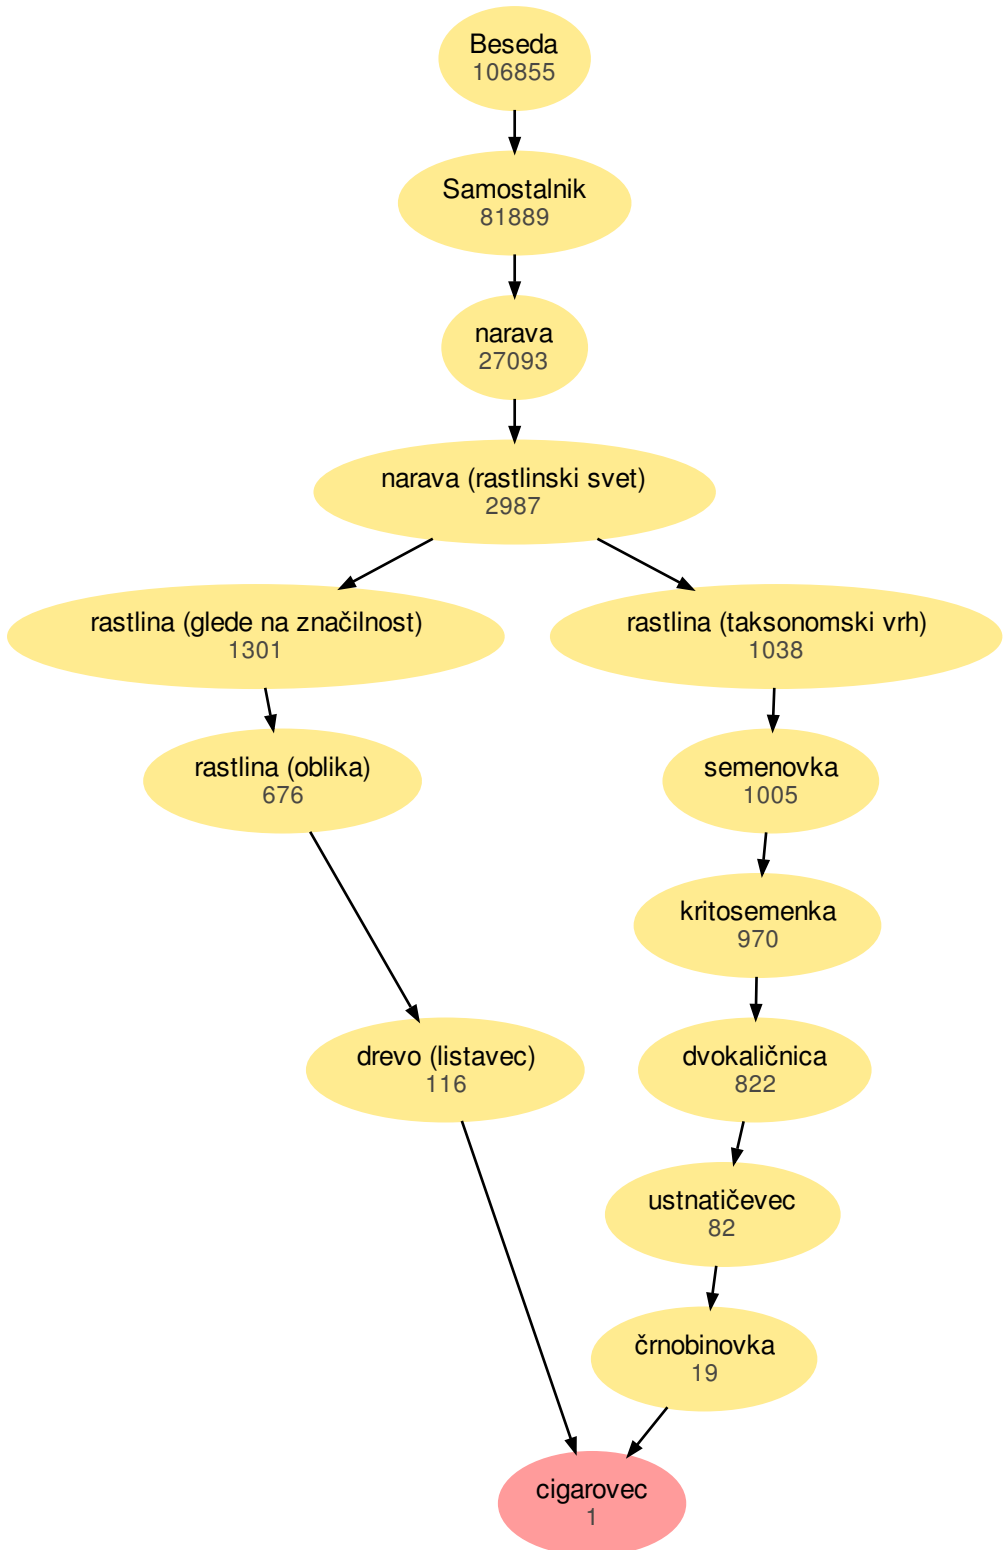 Beseda
106855
Samostalnik
81889
narava
27093
narava (rastlinski svet)
2987
rastlina (glede na značilnost)
1301
rastlina (taksonomski vrh)
1038
rastlina (oblika)
676
semenovka
1005
kritosemenka
970
drevo (listavec)
116
dvokaličnica
822
ustnatičevec
82
črnobinovka
19
cigarovec
1